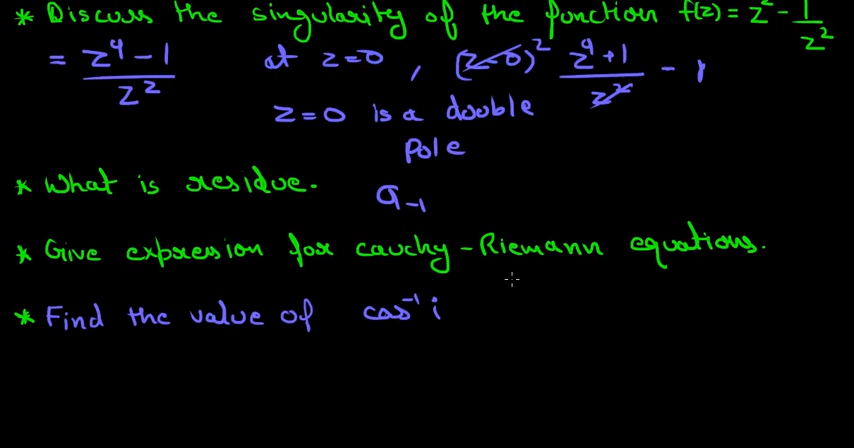 * Discuss the singularity of the function f(z) = z² - 1/z²
= z⁴ - 1 / z² at z=0 , (z-0)² z⁴+1 / z² - 1
z=0 is a double
pole
* What is residue. a₋₁
* Give expression for cauchy - Riemann equations.
* Find the value of cos⁻¹ i